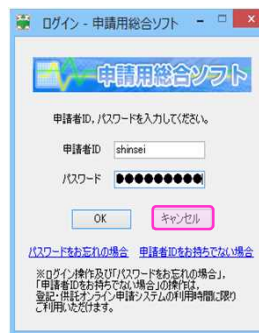 ログイン - 申請用総合ソフト
申請用総合ソフト
申請者ID, パスワードを入力してください。
申請者ID shinsei
パスワード ●●●●●●●●●
OK キャンセル
パスワードをお忘れの場合 申請者IDをお持ちでない場合
※ログイン操作及び「パスワードをお忘れの場合」,
「申請者IDをお持ちでない場合」の操作は,
登記・供託オンライン申請システムの利用時間に限り
ご利用いただけます。